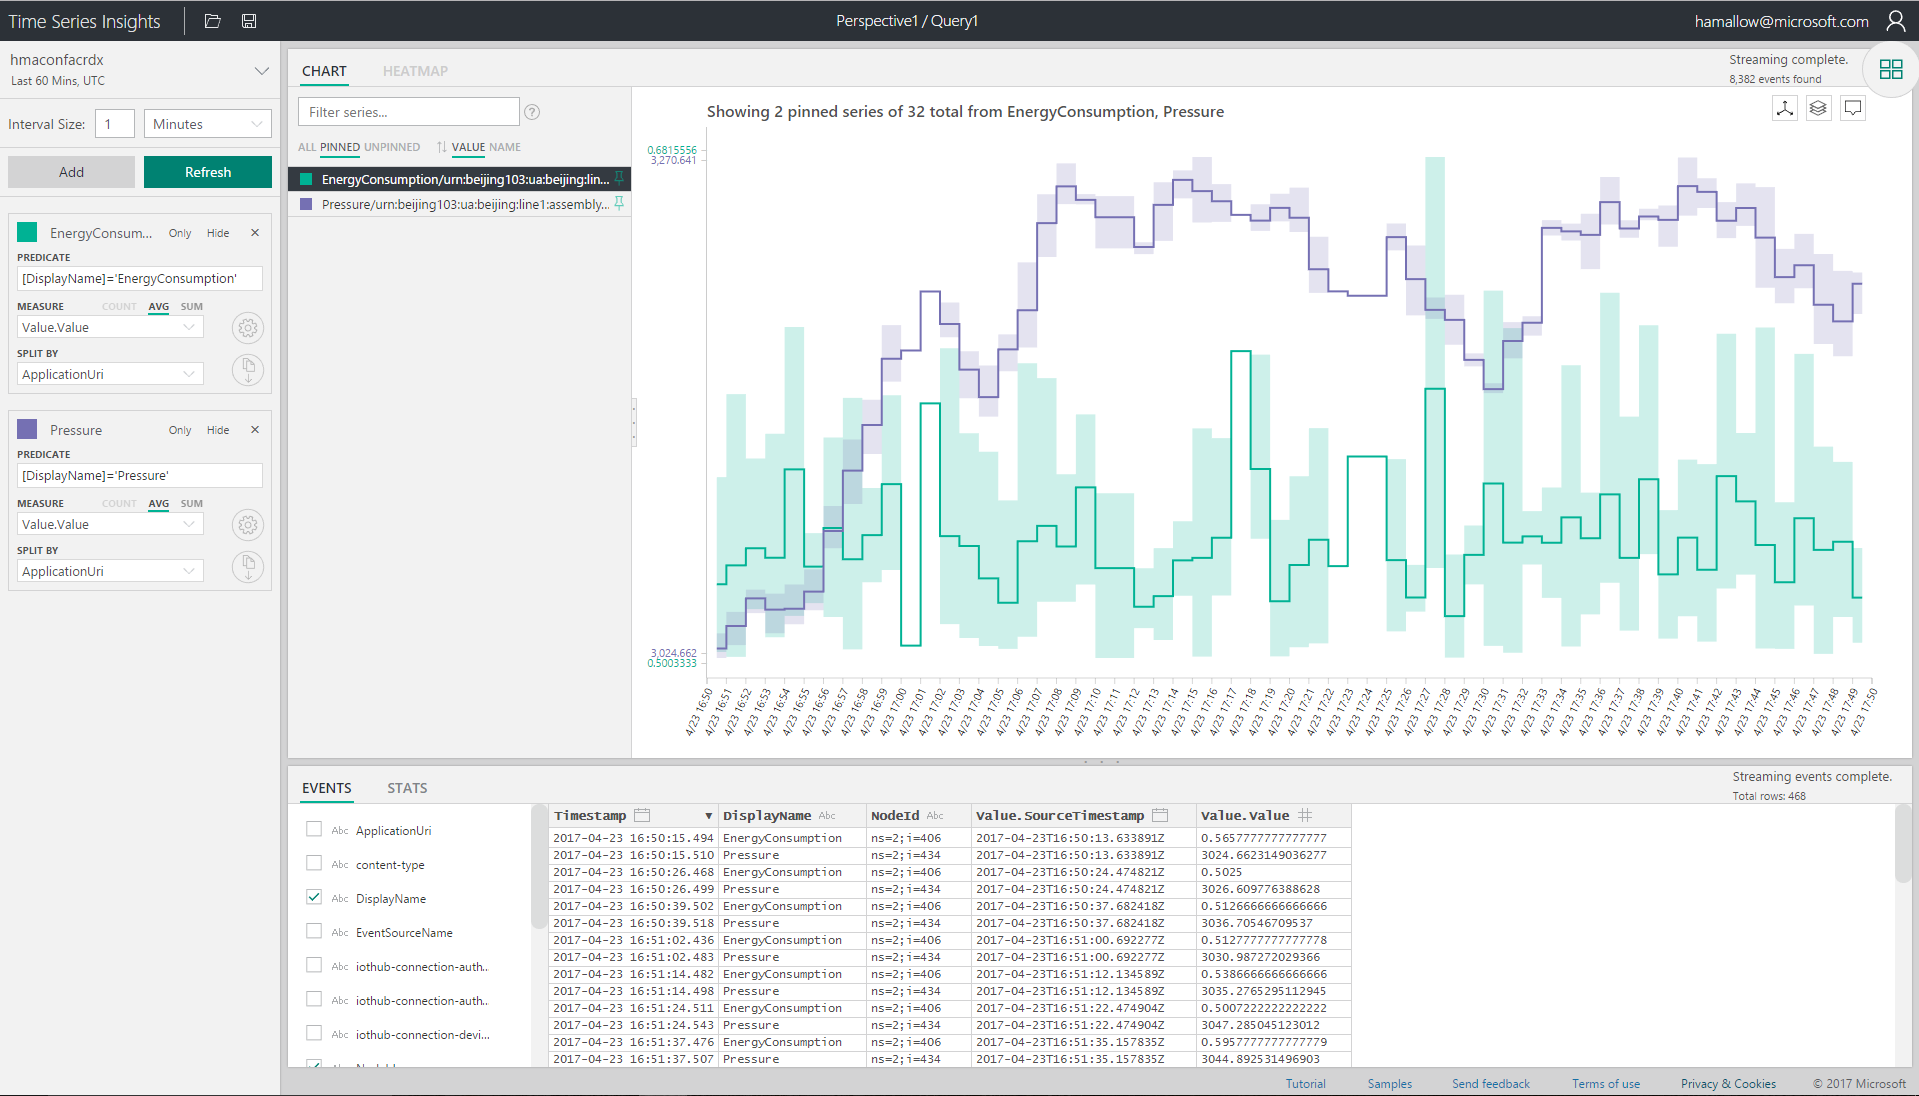 Time Series Insights
Perspective1 / Query1
hamallow@microsoft.com
hmaconfacrdx
Last 60 Mins, UTC
Interval Size: 1 Minutes
Add Refresh
EnergyConsum... Only Hide ×
PREDICATE
[DisplayName]='EnergyConsumption'
MEASURE COUNT AVG SUM
Value.Value
SPLIT BY
ApplicationUri
Pressure Only Hide ×
PREDICATE
[DisplayName]='Pressure'
MEASURE COUNT AVG SUM
Value.Value
SPLIT BY
ApplicationUri
CHART HEATMAP
Streaming complete.
8,382 events found
Filter series... ?
ALL PINNED UNPINNED VALUE NAME
EnergyConsumption/urn:beijing103:ua:beijing:lin...
Pressure/urn:beijing103:ua:beijing:line1:assembly...
Showing 2 pinned series of 32 total from EnergyConsumption, Pressure
0.6815556
3,270.641
3,024.662
0.5003333
4/23 16:50
4/23 16:51
4/23 16:52
4/23 16:53
4/23 16:54
4/23 16:55
4/23 16:56
4/23 16:57
4/23 16:58
4/23 16:59
4/23 17:00
4/23 17:01
4/23 17:02
4/23 17:03
4/23 17:04
4/23 17:05
4/23 17:06
4/23 17:07
4/23 17:08
4/23 17:09
4/23 17:10
4/23 17:11
4/23 17:12
4/23 17:13
4/23 17:14
4/23 17:15
4/23 17:16
4/23 17:17
4/23 17:18
4/23 17:19
4/23 17:20
4/23 17:21
4/23 17:22
4/23 17:23
4/23 17:24
4/23 17:25
4/23 17:26
4/23 17:27
4/23 17:28
4/23 17:29
4/23 17:30
4/23 17:31
4/23 17:32
4/23 17:33
4/23 17:34
4/23 17:35
4/23 17:36
4/23 17:37
4/23 17:38
4/23 17:39
4/23 17:40
4/23 17:41
4/23 17:42
4/23 17:43
4/23 17:44
4/23 17:45
4/23 17:46
4/23 17:47
4/23 17:48
4/23 17:49
4/23 17:50
EVENTS STATS
Streaming events complete.
Total rows: 468
Abc ApplicationUri
Abc content-type
Abc DisplayName
Abc EventSourceName
Abc iothub-connection-auth...
Abc iothub-connection-auth...
Abc iothub-connection-devi...
Timestamp DisplayName Abc NodeId Abc Value.SourceTimestamp Value.Value
2017-04-23 16:50:15.494 EnergyConsumption ns=2;i=406 2017-04-23T16:50:13.633891Z 0.5657777777777777
2017-04-23 16:50:15.510 Pressure ns=2;i=434 2017-04-23T16:50:13.633891Z 3024.6623149036277
2017-04-23 16:50:26.468 EnergyConsumption ns=2;i=406 2017-04-23T16:50:24.474821Z 0.5025
2017-04-23 16:50:26.499 Pressure ns=2;i=434 2017-04-23T16:50:24.474821Z 3026.609776388628
2017-04-23 16:50:39.502 EnergyConsumption ns=2;i=406 2017-04-23T16:50:37.682418Z 0.5126666666666666
2017-04-23 16:50:39.518 Pressure ns=2;i=434 2017-04-23T16:50:37.682418Z 3036.70546709537
2017-04-23 16:51:02.436 EnergyConsumption ns=2;i=406 2017-04-23T16:51:00.692277Z 0.5127777777777778
2017-04-23 16:51:02.483 Pressure ns=2;i=434 2017-04-23T16:51:00.692277Z 3030.987272029366
2017-04-23 16:51:14.482 EnergyConsumption ns=2;i=406 2017-04-23T16:51:12.134589Z 0.5386666666666666
2017-04-23 16:51:14.498 Pressure ns=2;i=434 2017-04-23T16:51:12.134589Z 3035.2765295112945
2017-04-23 16:51:24.511 EnergyConsumption ns=2;i=406 2017-04-23T16:51:22.474904Z 0.5007222222222222
2017-04-23 16:51:24.543 Pressure ns=2;i=434 2017-04-23T16:51:22.474904Z 3047.285045123012
2017-04-23 16:51:37.476 EnergyConsumption ns=2;i=406 2017-04-23T16:51:35.157835Z 0.5957777777777779
2017-04-23 16:51:37.507 Pressure ns=2;i=434 2017-04-23T16:51:35.157835Z 3044.892531496903
Tutorial Samples Send feedback Terms of use Privacy & Cookies © 2017 Microsoft